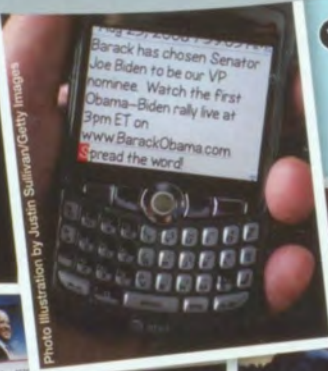 Barack has chosen Senator
Joe Biden to be our VP
nominee. Watch the first
Obama–Biden rally live at
3pm ET on
www.BarackObama.com
Spread the word!
at&t
Photo Illustration by Justin Sullivan/Getty Images